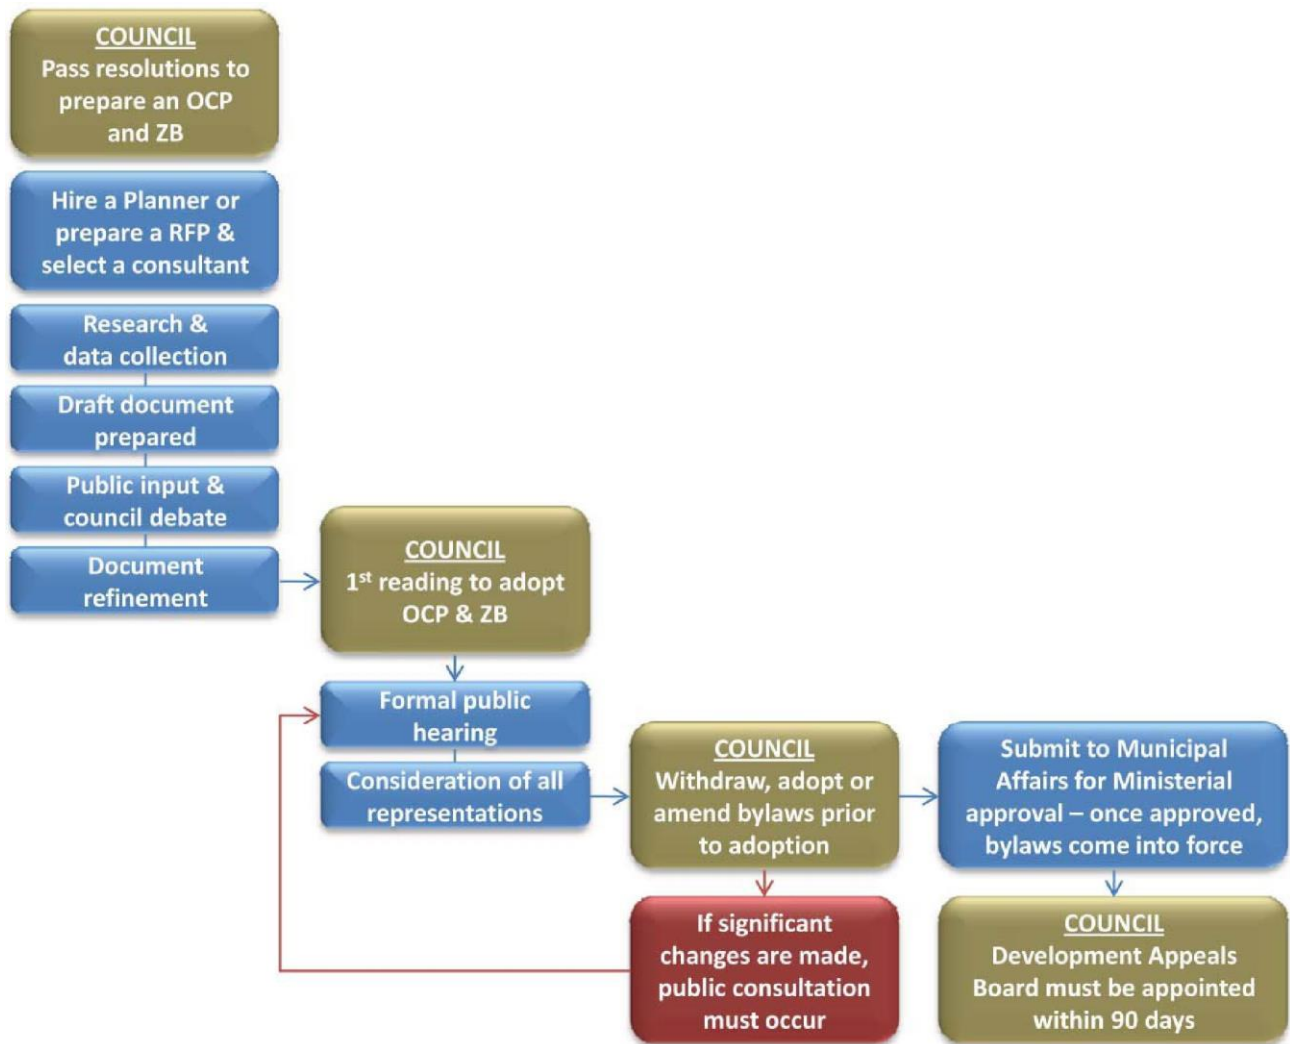 COUNCIL
Pass resolutions to
prepare an OCP
and ZB
Hire a Planner or
prepare a RFP &
select a consultant
Research &
data collection
Draft document
prepared
Public input &
council debate
Document
refinement
COUNCIL
1st reading to adopt
OCP & ZB
Formal public
hearing
Consideration of all
representations
COUNCIL
Withdraw, adopt or
amend bylaws prior
to adoption
If significant
changes are made,
public consultation
must occur
Submit to Municipal
Affairs for Ministerial
approval – once approved,
bylaws come into force
COUNCIL
Development Appeals
Board must be appointed
within 90 days